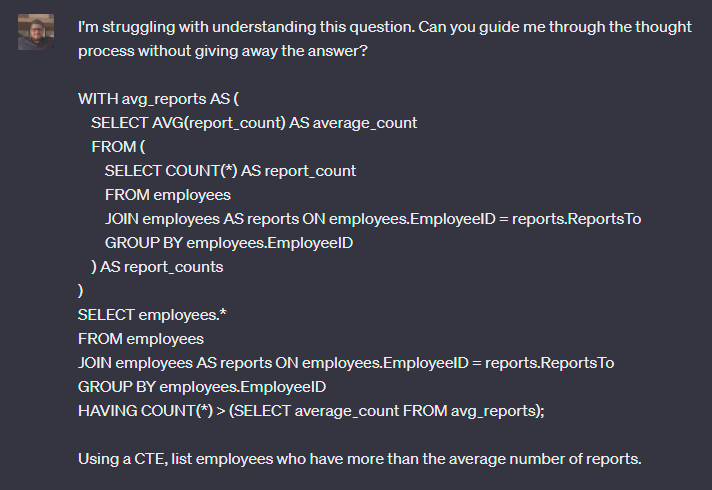 I'm struggling with understanding this question. Can you guide me through the thought
process without giving away the answer?
WITH avg_reports AS (
SELECT AVG(report_count) AS average_count
FROM (
SELECT COUNT(*) AS report_count
FROM employees
JOIN employees AS reports ON employees.EmployeeID = reports.ReportsTo
GROUP BY employees.EmployeeID
) AS report_counts
)
SELECT employees.*
FROM employees
JOIN employees AS reports ON employees.EmployeeID = reports.ReportsTo
GROUP BY employees.EmployeeID
HAVING COUNT(*) > (SELECT average_count FROM avg_reports);
Using a CTE, list employees who have more than the average number of reports.